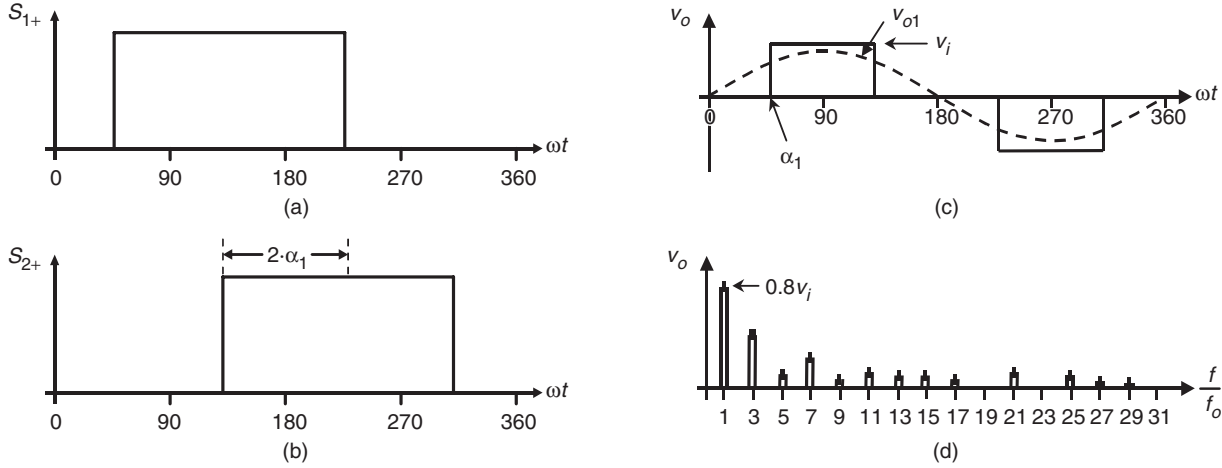 S1+
0 90 180 270 360 ωt
(a)
S2+
2·α1
0 90 180 270 360 ωt
(b)
vo
vo1
vi
0 90 180 270 360 ωt
α1
(c)
vo
0.8vi
1 3 5 7 9 11 13 15 17 19 21 23 25 27 29 31
f
fo
(d)